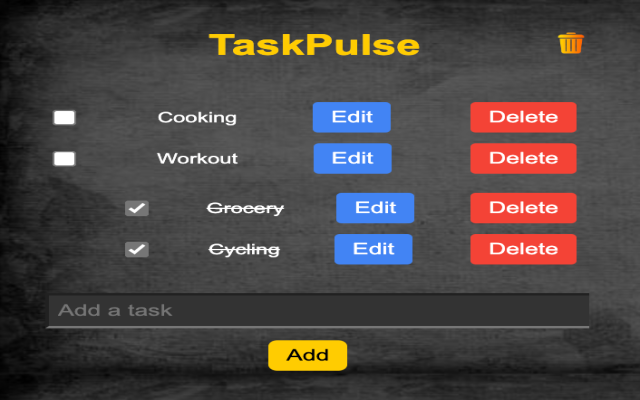 TaskPulse
Cooking Edit Delete
Workout Edit Delete
Grocery Edit Delete
Cycling Edit Delete
Add a task
Add